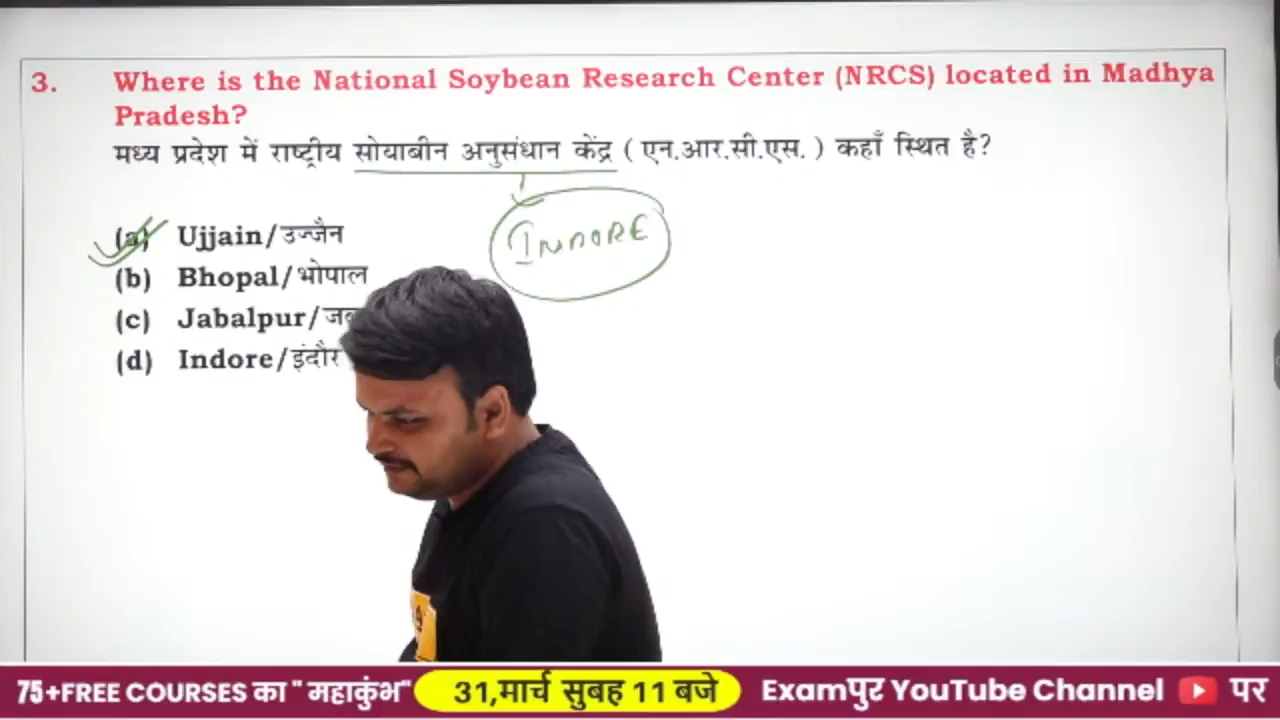 3. Where is the National Soybean Research Center (NRCS) located in Madhya
Pradesh?
मध्य प्रदेश में राष्ट्रीय सोयाबीन अनुसंधान केंद्र ( एन.आर.सी.एस. ) कहाँ स्थित है?
(a) Ujjain/उज्जैन
INDORE
(b) Bhopal/भोपाल
(c) Jabalpur/
(d) Indore/इंदौर
75+FREE COURSES का " महाकुंभ" 31,मार्च सुबह 11 बजे Examपुर YouTube Channel पर